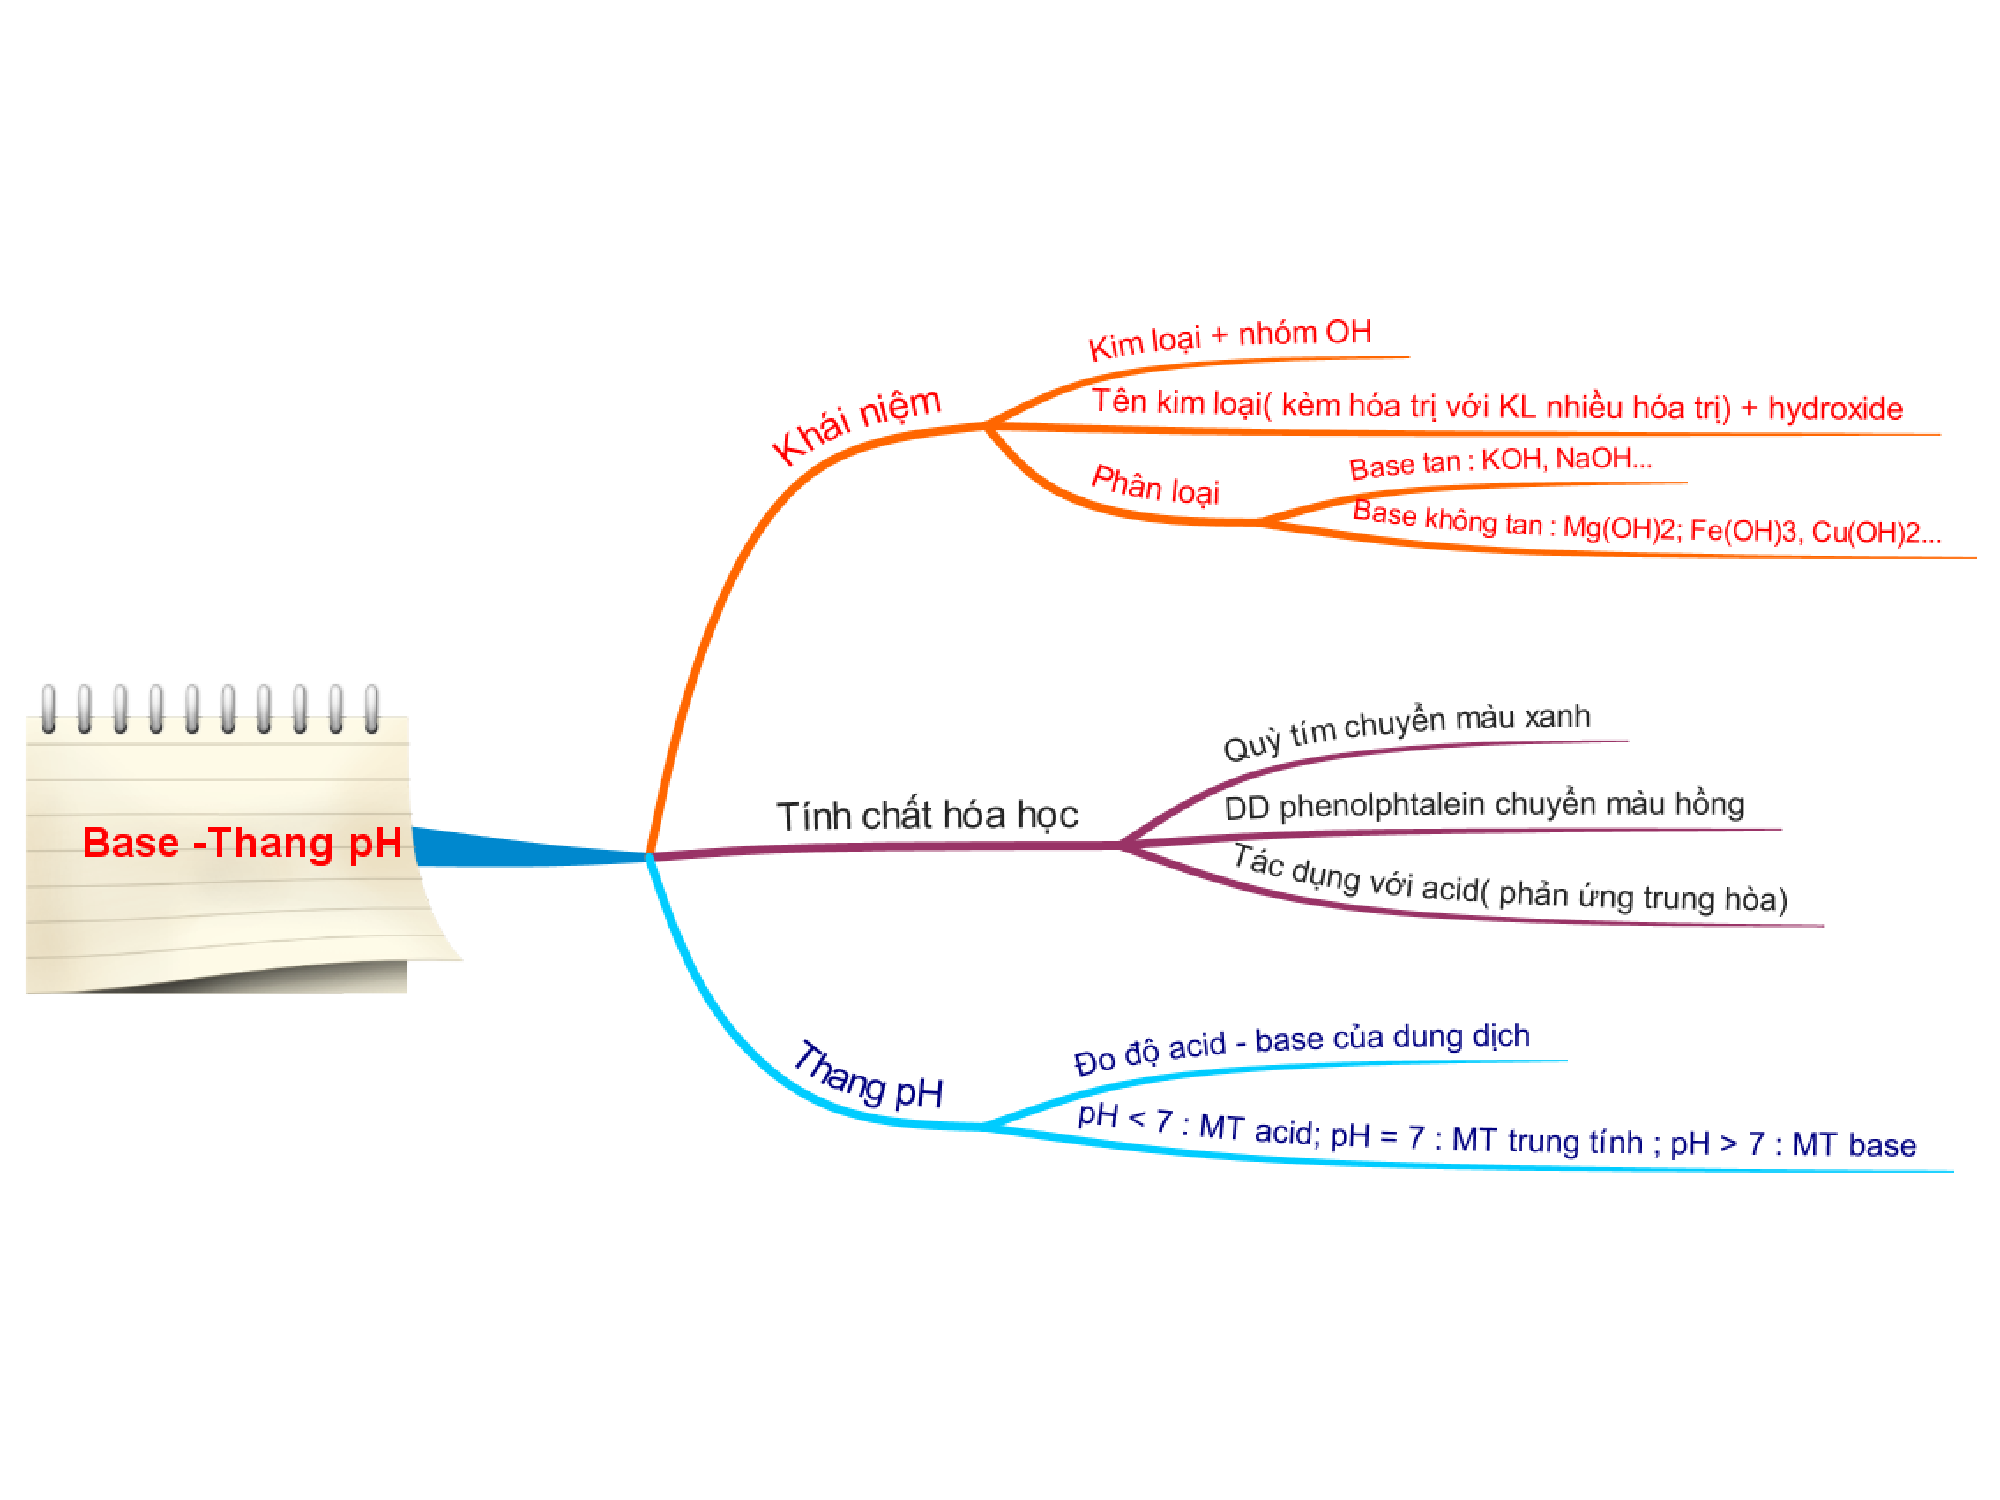 Base -Thang pH
Khái niệm
Kim loại + nhóm OH
Tên kim loại( kèm hóa trị với KL nhiều hóa trị) + hydroxide
Phân loại
Base tan : KOH, NaOH...
Base không tan : Mg(OH)2; Fe(OH)3, Cu(OH)2...
Tính chất hóa học
Quỳ tím chuyển màu xanh
DD phenolphtalein chuyển màu hồng
Tác dụng với acid( phản ứng trung hòa)
Thang pH
Đo độ acid - base của dung dịch
pH < 7 : MT acid; pH = 7 : MT trung tính ; pH > 7 : MT base